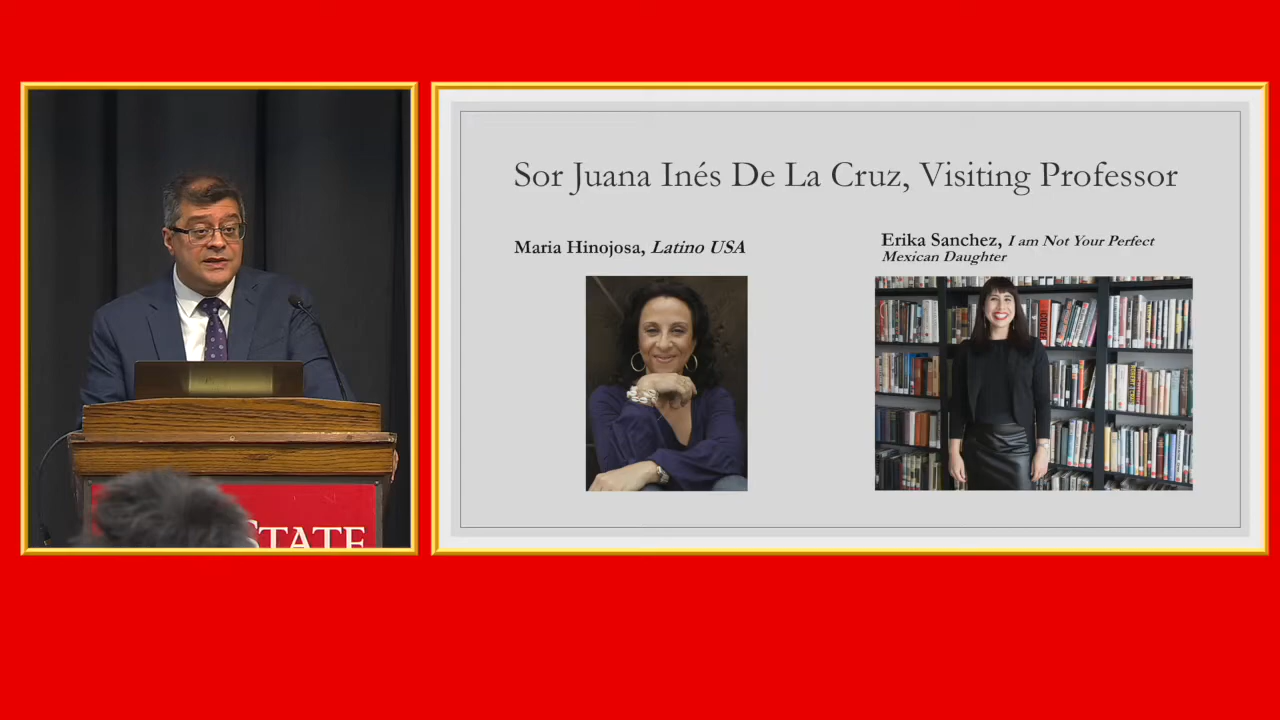 Sor Juana Inés De La Cruz, Visiting Professor
Maria Hinojosa, Latino USA
Erika Sanchez, I am Not Your Perfect
Mexican Daughter
STATE